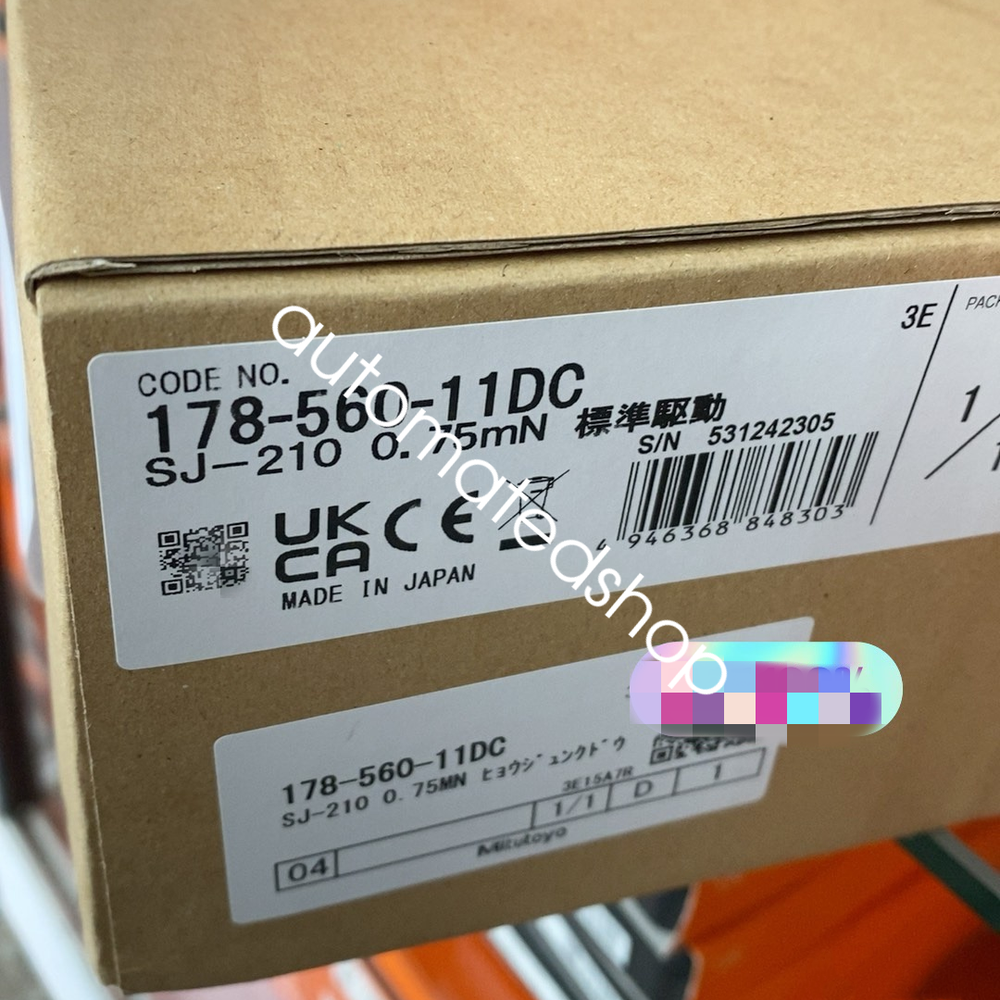 3E
PACK
CODE NO.
178-560-11DC
SJ-210 0.75mN 標準駆動
S/N 531242305
1/1
4 946368 848303
UK
CA CE
MADE IN JAPAN
automatedshop
178-560-11DC
SJ-210 0.75MN ヒョウジュンクドウ
3E15A7R
04 1/1 D 1
Mitutoyo